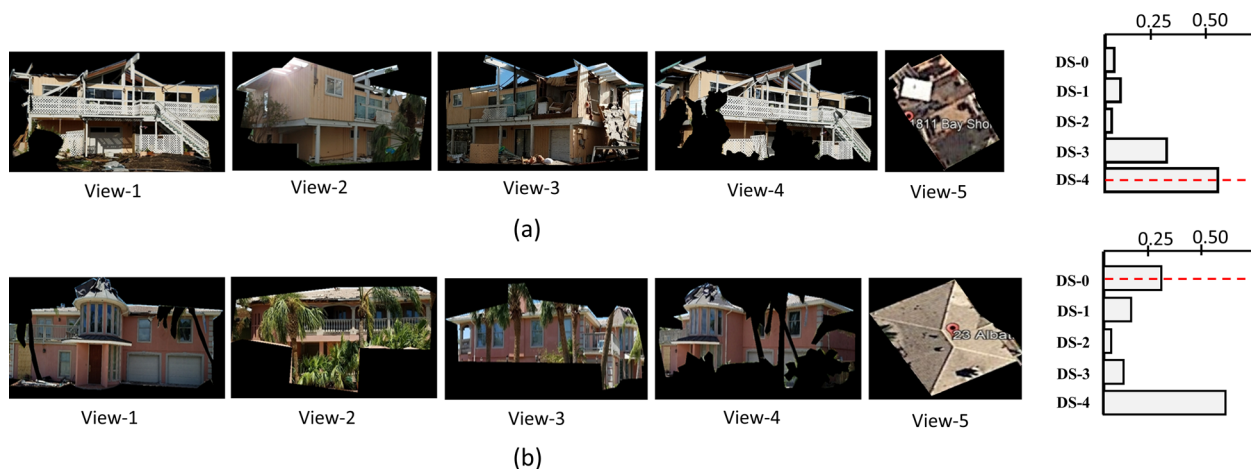 0.25 0.50
DS-0
DS-1
DS-2
DS-3
DS-4
1811 Bay Sho
View-1
View-2
View-3
View-4
View-5
(a)
0.25 0.50
DS-0
DS-1
DS-2
DS-3
DS-4
23 Albat
View-1
View-2
View-3
View-4
View-5
(b)